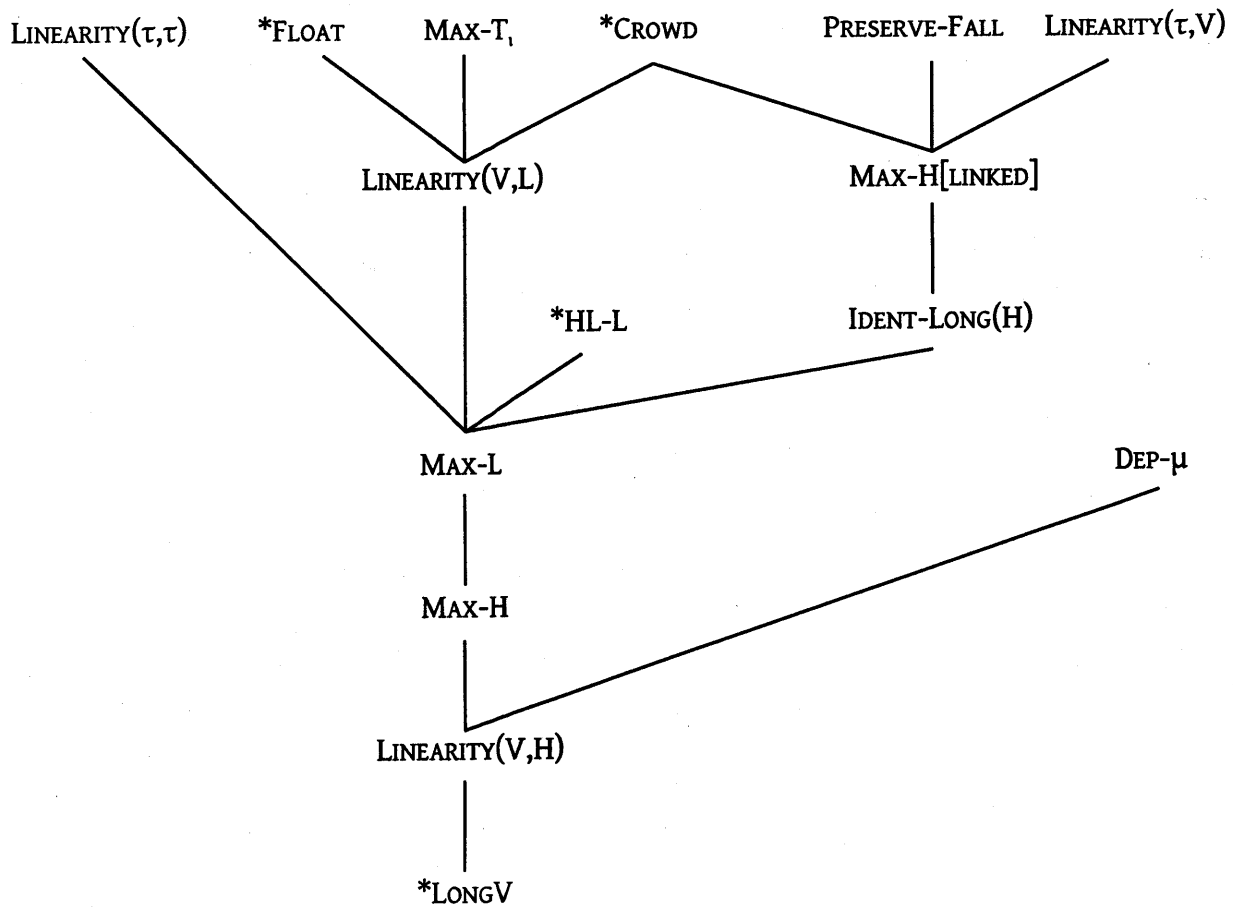 LINEARITY(τ,τ) *FLOAT MAX-T₁ *CROWD PRESERVE-FALL LINEARITY(τ,V)
LINEARITY(V,L) MAX-H[LINKED]
*HL-L IDENT-LONG(H)
MAX-L DEP-μ
MAX-H
LINEARITY(V,H)
*LONGV